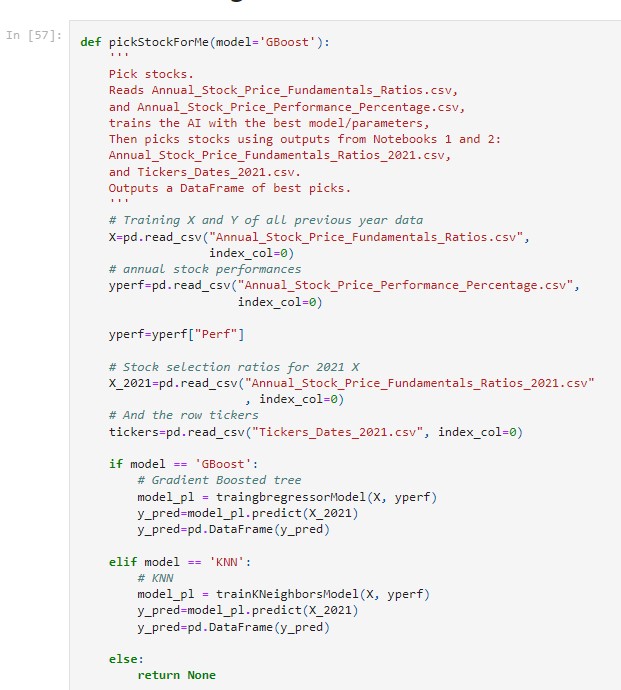 In [57]:
def pickStockForMe(model='GBoost'):
    '''
    Pick stocks.
    Reads Annual_Stock_Price_Fundamentals_Ratios.csv,
    and Annual_Stock_Price_Performance_Percentage.csv,
    trains the AI with the best model/parameters,
    Then picks stocks using outputs from Notebooks 1 and 2:
    Annual_Stock_Price_Fundamentals_Ratios_2021.csv,
    and Tickers_Dates_2021.csv.
    Outputs a DataFrame of best picks.
    '''
    # Training X and Y of all previous year data
    X=pd.read_csv("Annual_Stock_Price_Fundamentals_Ratios.csv",
                  index_col=0)
    # annual stock performances
    yperf=pd.read_csv("Annual_Stock_Price_Performance_Percentage.csv",
                      index_col=0)
    yperf=yperf["Perf"]
    # Stock selection ratios for 2021 X
    X_2021=pd.read_csv("Annual_Stock_Price_Fundamentals_Ratios_2021.csv"
                       , index_col=0)
    # And the row tickers
    tickers=pd.read_csv("Tickers_Dates_2021.csv", index_col=0)
    if model == 'GBoost':
        # Gradient Boosted tree
        model_pl = traingbregressorModel(X, yperf)
        y_pred=model_pl.predict(X_2021)
        y_pred=pd.DataFrame(y_pred)
    elif model == 'KNN':
        # KNN
        model_pl = trainKNeighborsModel(X, yperf)
        y_pred=model_pl.predict(X_2021)
        y_pred=pd.DataFrame(y_pred)
    else:
        return None